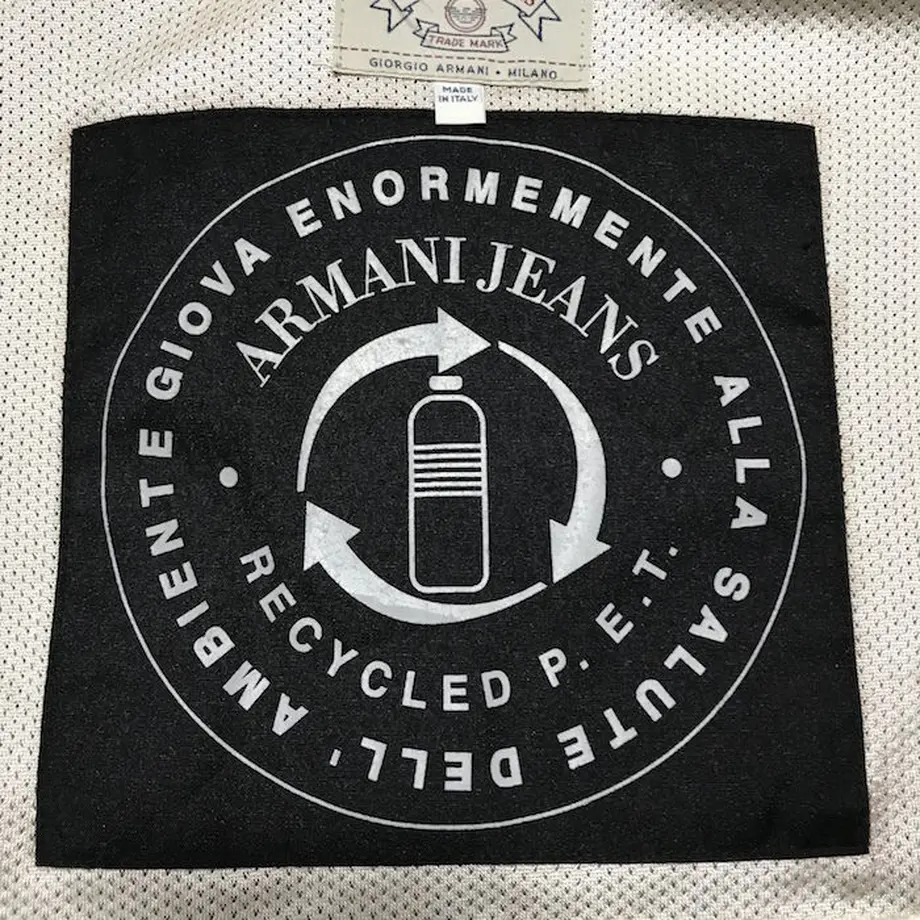 TRADE MARK
GIORGIO ARMANI • MILANO
MADE
IN ITALY
GIOVA ENORMEMENTE ALLA SALUTE DELL' AMBIENTE
ARMANI JEANS
• RECYCLED P. E.T. •